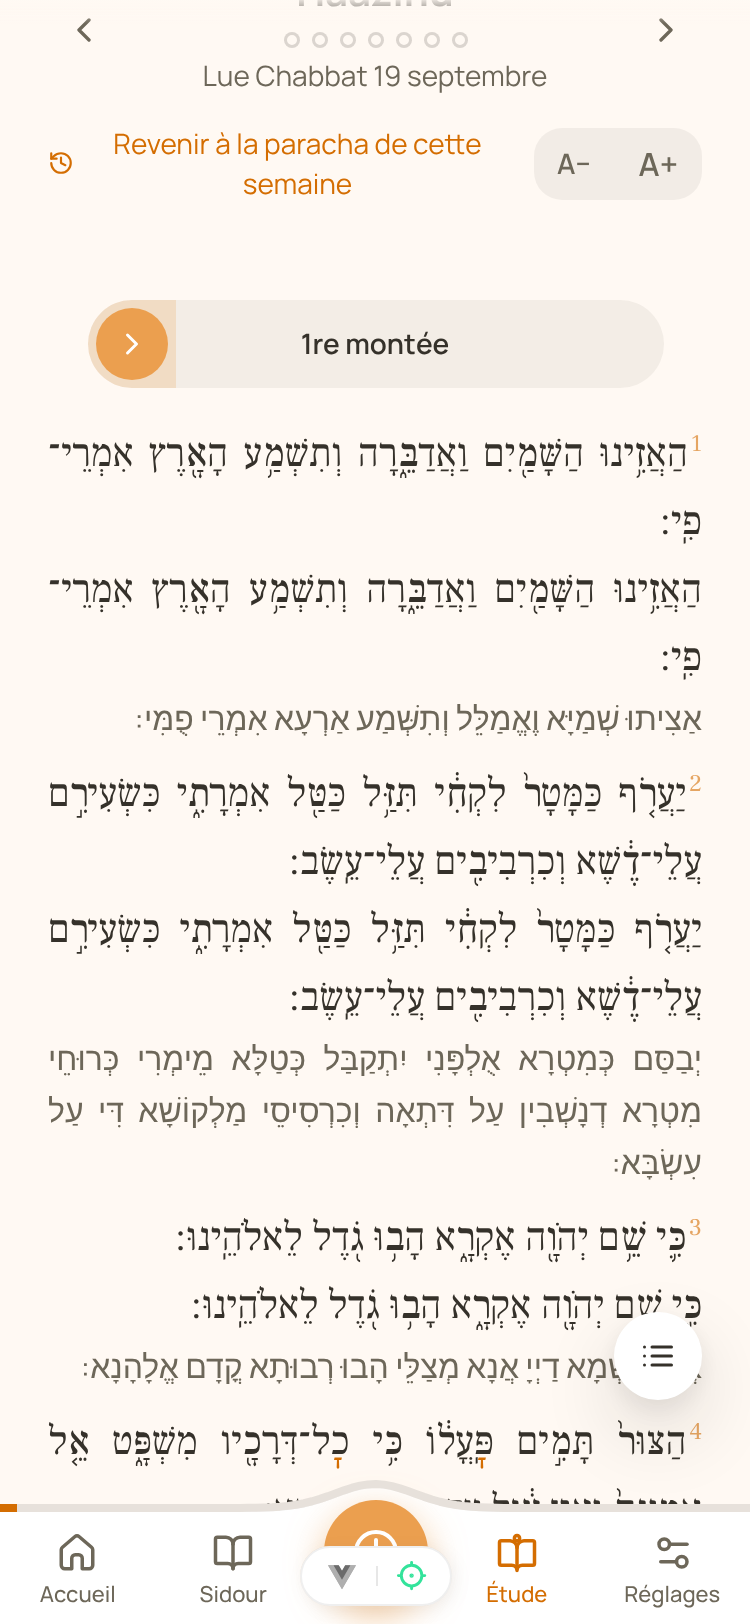 Lue Chabbat 19 septembre
Revenir à la paracha de cette
semaine
A− A+
1re montée
1 הַאֲזִ֥ינוּ הַשָּׁמַ֖יִם וַאֲדַבֵּ֑רָה וְתִשְׁמַ֥ע הָאָ֖רֶץ אִמְרֵי־
פִֽי׃
הַאֲזִ֥ינוּ הַשָּׁמַ֖יִם וַאֲדַבֵּ֑רָה וְתִשְׁמַ֥ע הָאָ֖רֶץ אִמְרֵי־
פִֽי׃
אַצִיתוּ שְׁמַיָּא וֶאֱמַלֵּל וְתִשְׁמַע אַרְעָא אִמְרֵי פֻמִּי:
2 יַעֲרֹ֤ף כַּמָּטָר֙ לִקְחִ֔י תִּזַּ֥ל כַּטַּ֖ל אִמְרָתִ֑י כִּשְׂעִירִ֣ם
עֲלֵי־דֶ֔שֶׁא וְכִרְבִיבִ֖ים עֲלֵי־עֵֽשֶׂב׃
יַעֲרֹ֤ף כַּמָּטָר֙ לִקְחִ֔י תִּזַּ֥ל כַּטַּ֖ל אִמְרָתִ֑י כִּשְׂעִירִ֣ם
עֲלֵי־דֶ֔שֶׁא וְכִרְבִיבִ֖ים עֲלֵי־עֵֽשֶׂב׃
יְבַסַּם כְּמִטְרָא אֻלְפָּנִי יִתְקַבַּל כְּטַלָּא מֵימְרִי כְּרוּחֵי
מִטְרָא דְנָשְׁבִין עַל דִּתְאָה וְכִרְסִיסֵי מַלְקוֹשָׁא דִּי עַל
עִשְׂבָּא:
3 כִּ֛י שֵׁ֥ם יְהֹוָ֖ה אֶקְרָ֑א הָב֥וּ גֹ֖דֶל לֵאלֹהֵֽינוּ׃
כִּ֛י שֵׁ֥ם יְהֹוָ֖ה אֶקְרָ֑א הָב֥וּ גֹ֖דֶל לֵאלֹהֵֽינוּ׃
דַיְיָ אֲנָא מְצַלֵּי הָבוּ רְבוּתָא קֳדָם אֱלָהָנָא:
4 הַצּוּר֙ תָּמִ֣ים פׇּֽעֳל֔וֹ כִּ֥י כׇל־דְּרָכָ֖יו מִשְׁפָּ֑ט אֵ֤ל
Accueil
Sidour
Étude
Réglages